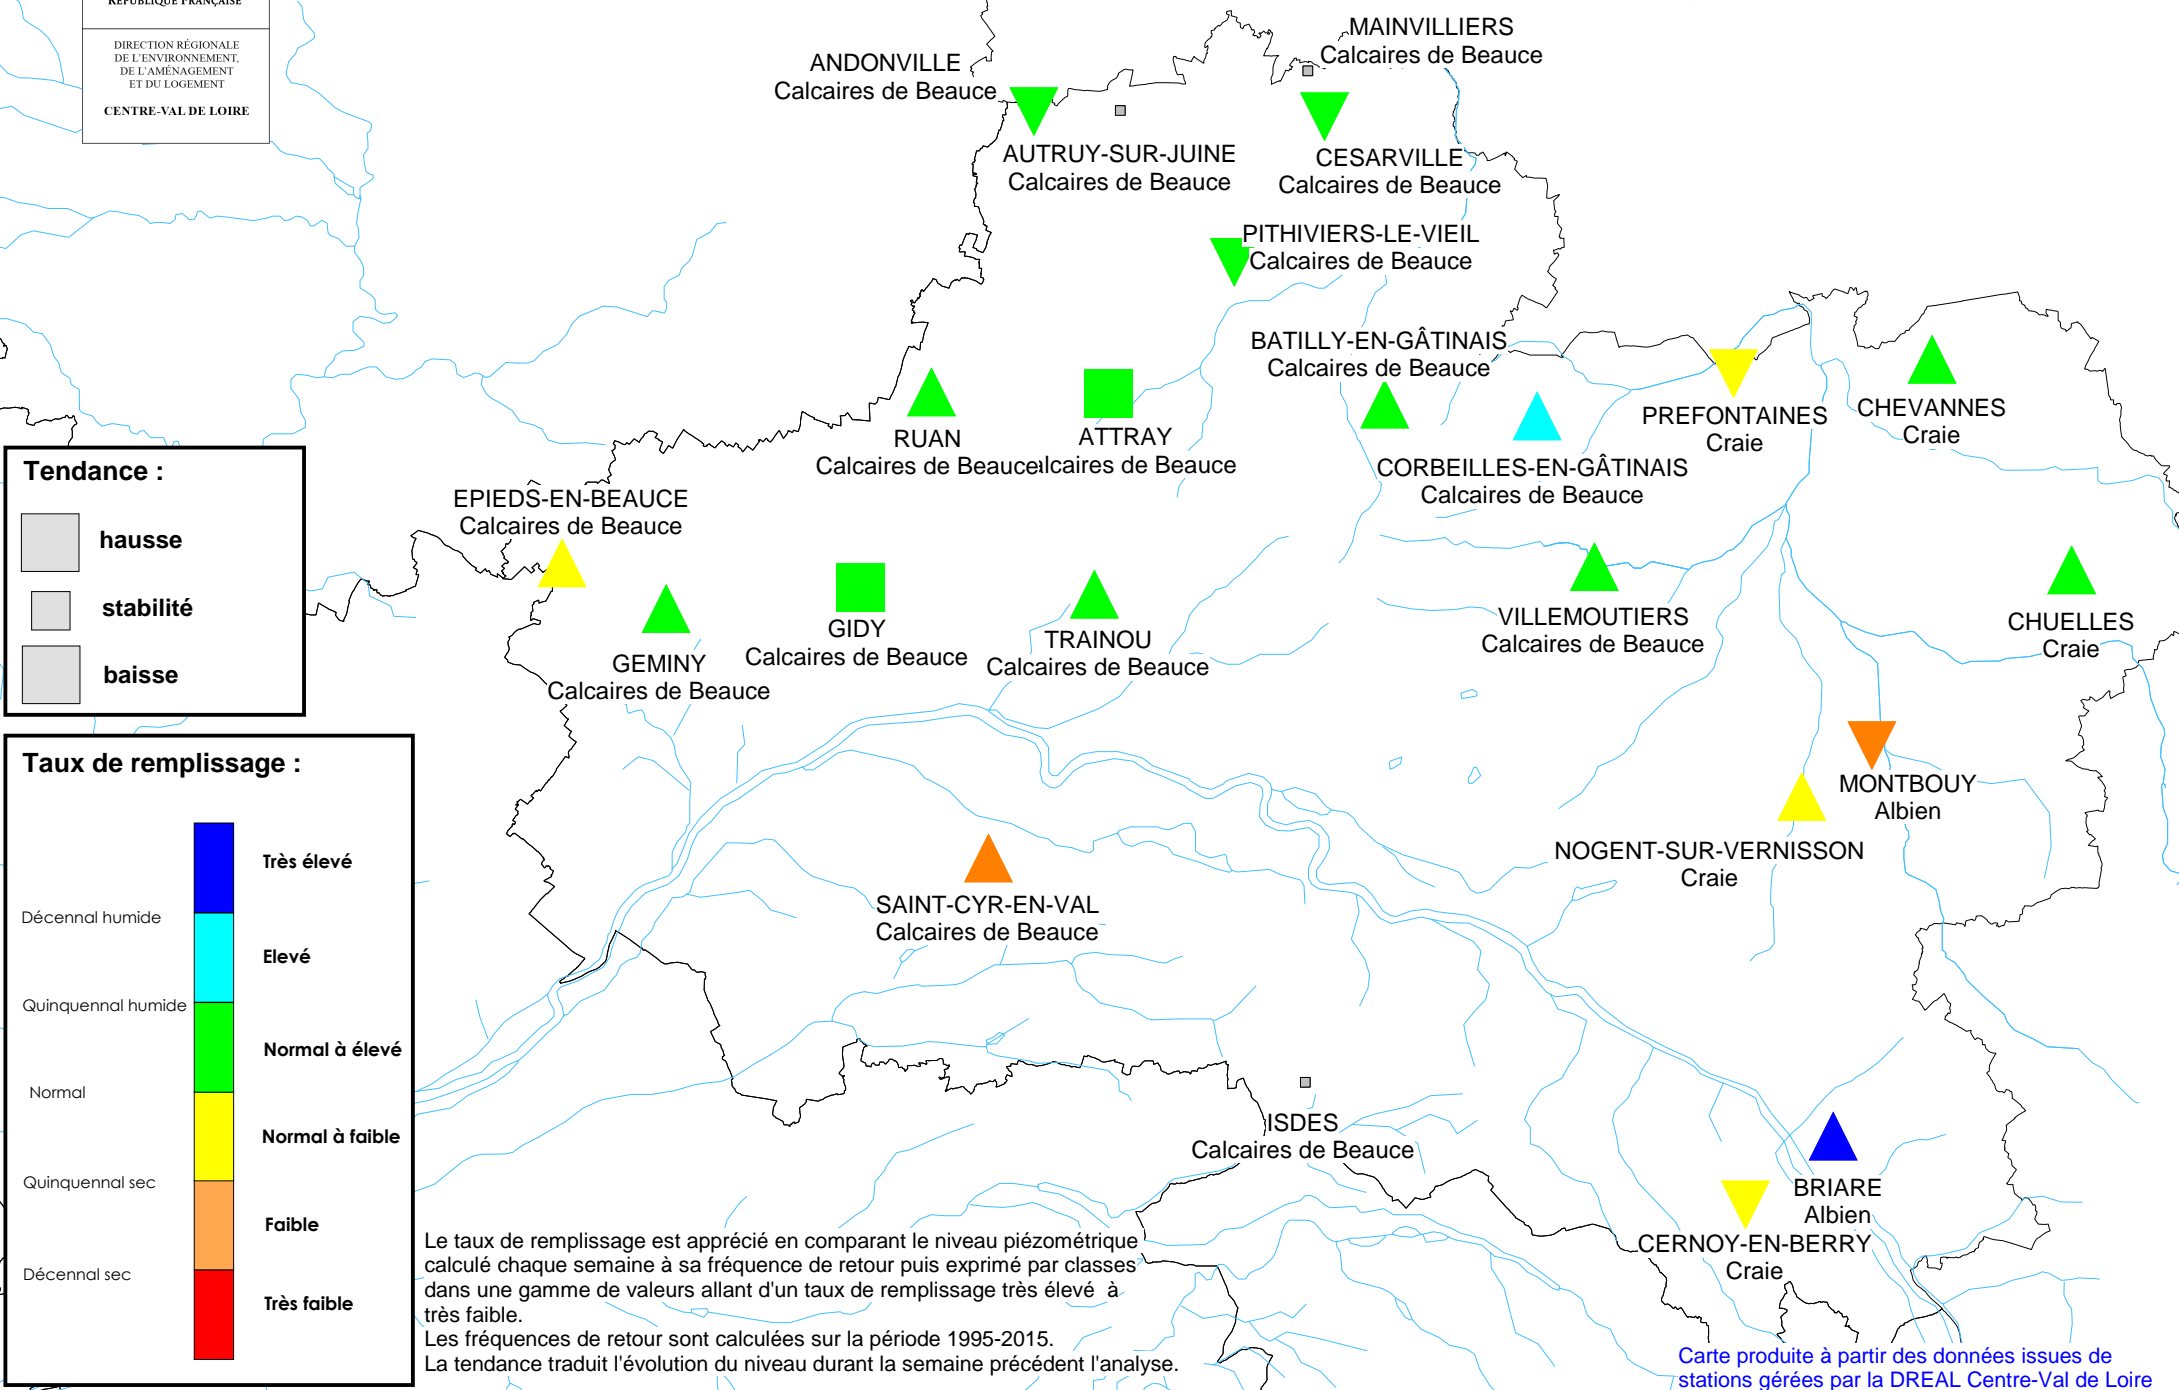 RÉPUBLIQUE FRANÇAISE
DIRECTION RÉGIONALE
DE L'ENVIRONNEMENT,
DE L'AMÉNAGEMENT
ET DU LOGEMENT
CENTRE-VAL DE LOIRE
MAINVILLIERS
Calcaires de Beauce
ANDONVILLE
Calcaires de Beauce
AUTRUY-SUR-JUINE
Calcaires de Beauce
CESARVILLE
Calcaires de Beauce
PITHIVIERS-LE-VIEIL
Calcaires de Beauce
BATILLY-EN-GÂTINAIS
Calcaires de Beauce
PREFONTAINES
Craie
CHEVANNES
Craie
RUAN
Calcaires de Beauce
ATTRAY
alcaires de Beauce
CORBEILLES-EN-GÂTINAIS
Calcaires de Beauce
EPIEDS-EN-BEAUCE
Calcaires de Beauce
GEMINY
Calcaires de Beauce
GIDY
Calcaires de Beauce
TRAINOU
Calcaires de Beauce
VILLEMOUTIERS
Calcaires de Beauce
CHUELLES
Craie
MONTBOUY
Albien
NOGENT-SUR-VERNISSON
Craie
SAINT-CYR-EN-VAL
Calcaires de Beauce
ISDES
Calcaires de Beauce
BRIARE
Albien
CERNOY-EN-BERRY
Craie
Tendance :
hausse
stabilité
baisse
Taux de remplissage :
Très élevé
Décennal humide
Elevé
Quinquennal humide
Normal à élevé
Normal
Normal à faible
Quinquennal sec
Faible
Décennal sec
Très faible
Le taux de remplissage est apprécié en comparant le niveau piézométrique
calculé chaque semaine à sa fréquence de retour puis exprimé par classes
dans une gamme de valeurs allant d'un taux de remplissage très élevé à
très faible.
Les fréquences de retour sont calculées sur la période 1995-2015.
La tendance traduit l'évolution du niveau durant la semaine précédent l'analyse.
Carte produite à partir des données issues de
stations gérées par la DREAL Centre-Val de Loire